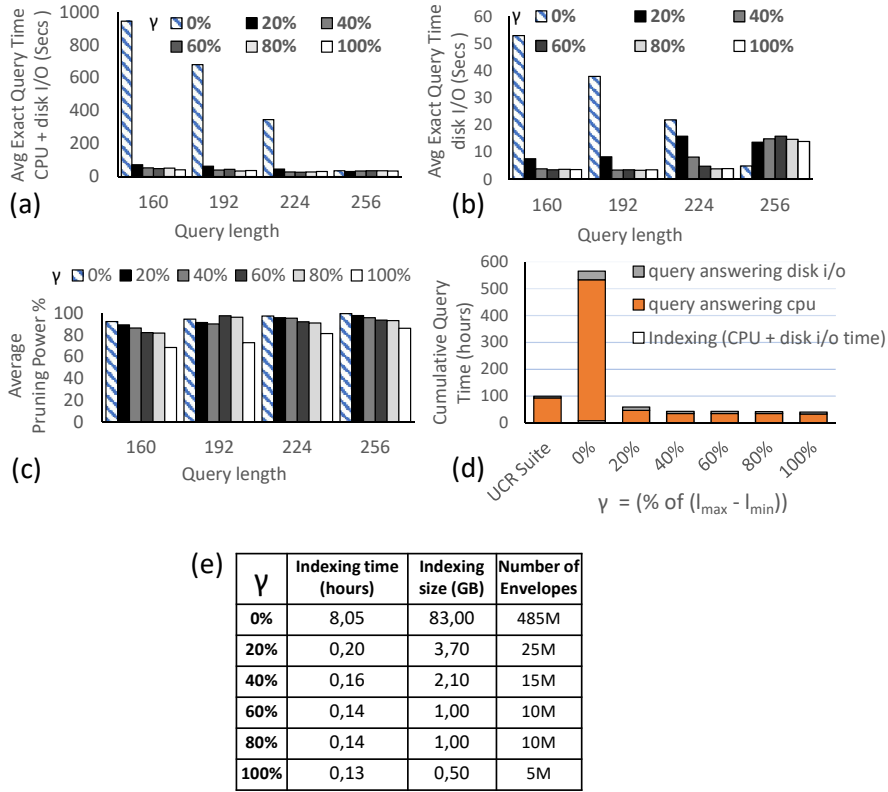 Avg Exact Query Time
CPU + disk I/O (Secs )
1000
800
600
400
200
0
γ 0% 20% 40%
60% 80% 100%
160 192 224 256
Query length
(a)
Avg Exact Query Time
disk I/O (Secs)
60
50
40
30
20
10
0
γ 0% 20% 40%
60% 80% 100%
160 192 224 256
Query length
(b)
γ 0% 20% 40% 60% 80% 100%
Average
Pruning Power %
100
80
60
40
20
0
160 192 224 256
Query length
(c)
Cumulative Query
Time (hours)
600
500
400
300
200
100
0
query answering disk i/o
query answering cpu
Indexing (CPU + disk i/o time)
UCR Suite 0% 20% 40% 60% 80% 100%
γ = (% of (lmax - lmin))
(d)
(e)
γ Indexing time (hours) Indexing size (GB) Number of Envelopes
0% 8,05 83,00 485M
20% 0,20 3,70 25M
40% 0,16 2,10 15M
60% 0,14 1,00 10M
80% 0,14 1,00 10M
100% 0,13 0,50 5M